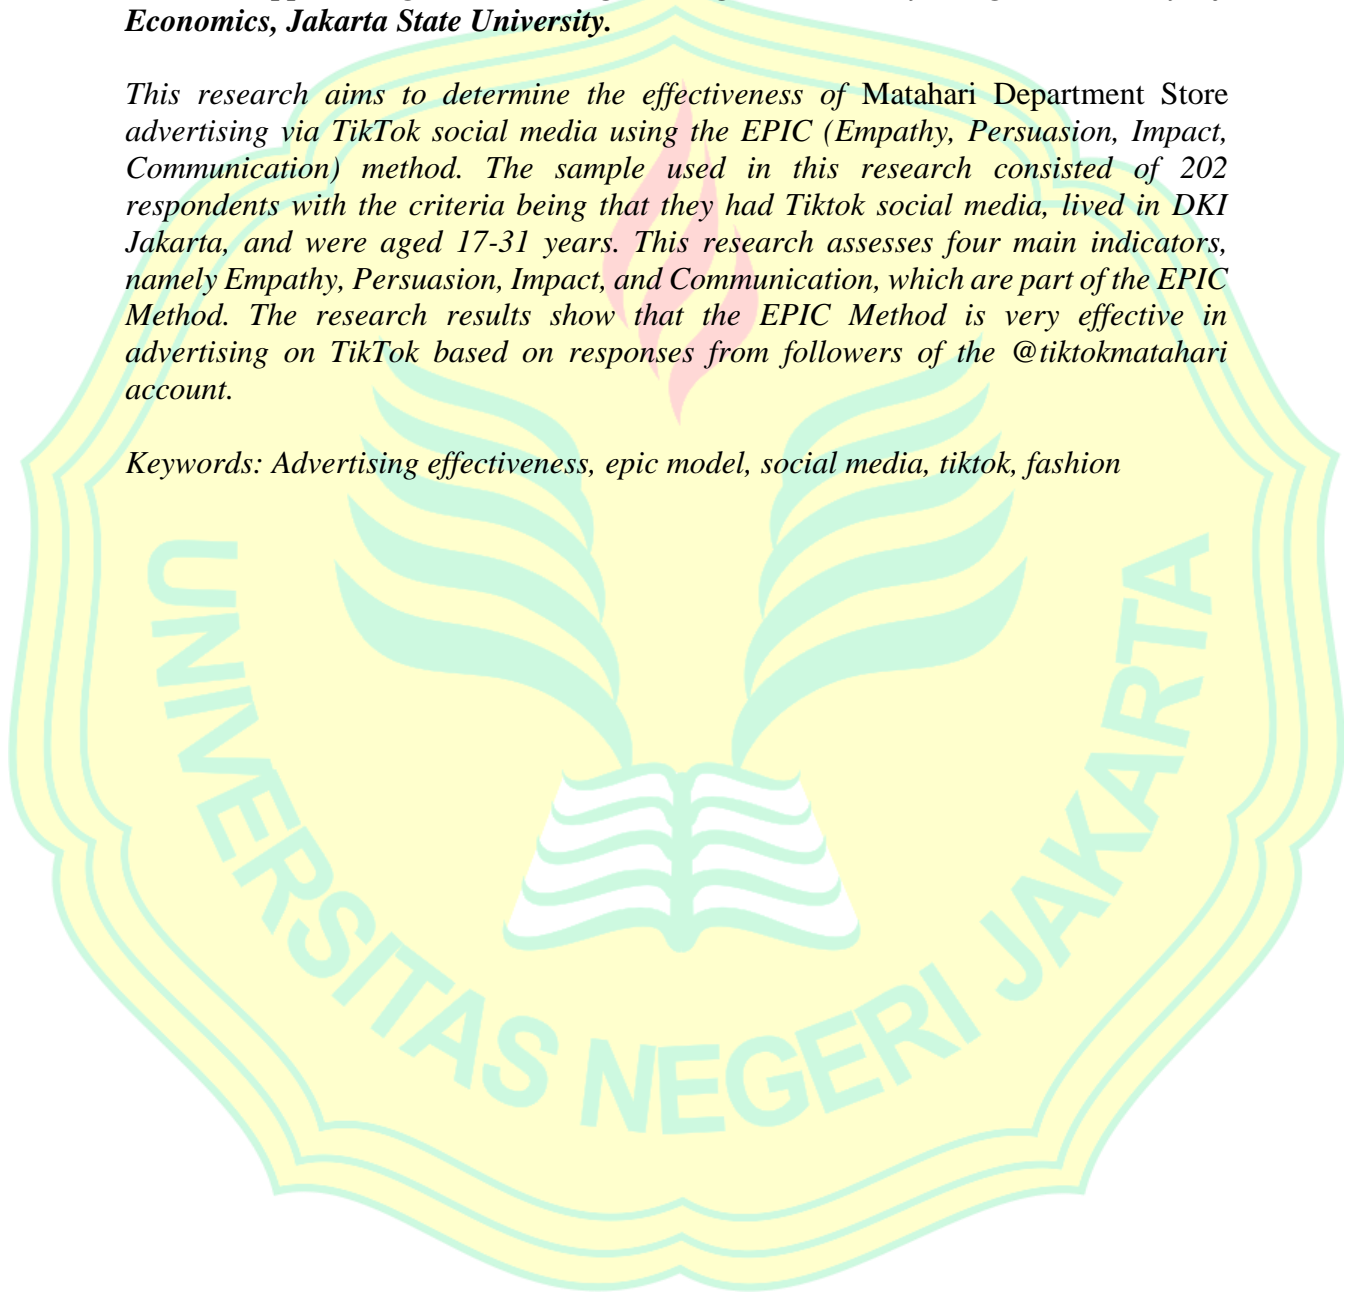 Economics, Jakarta State University.
This research aims to determine the effectiveness of Matahari Department Store
advertising via TikTok social media using the EPIC (Empathy, Persuasion, Impact,
Communication) method. The sample used in this research consisted of 202
respondents with the criteria being that they had Tiktok social media, lived in DKI
Jakarta, and were aged 17-31 years. This research assesses four main indicators,
namely Empathy, Persuasion, Impact, and Communication, which are part of the EPIC
Method. The research results show that the EPIC Method is very effective in
advertising on TikTok based on responses from followers of the @tiktokmatahari
account.
Keywords: Advertising effectiveness, epic model, social media, tiktok, fashion
UNIVERSITAS NEGERI JAKARTA